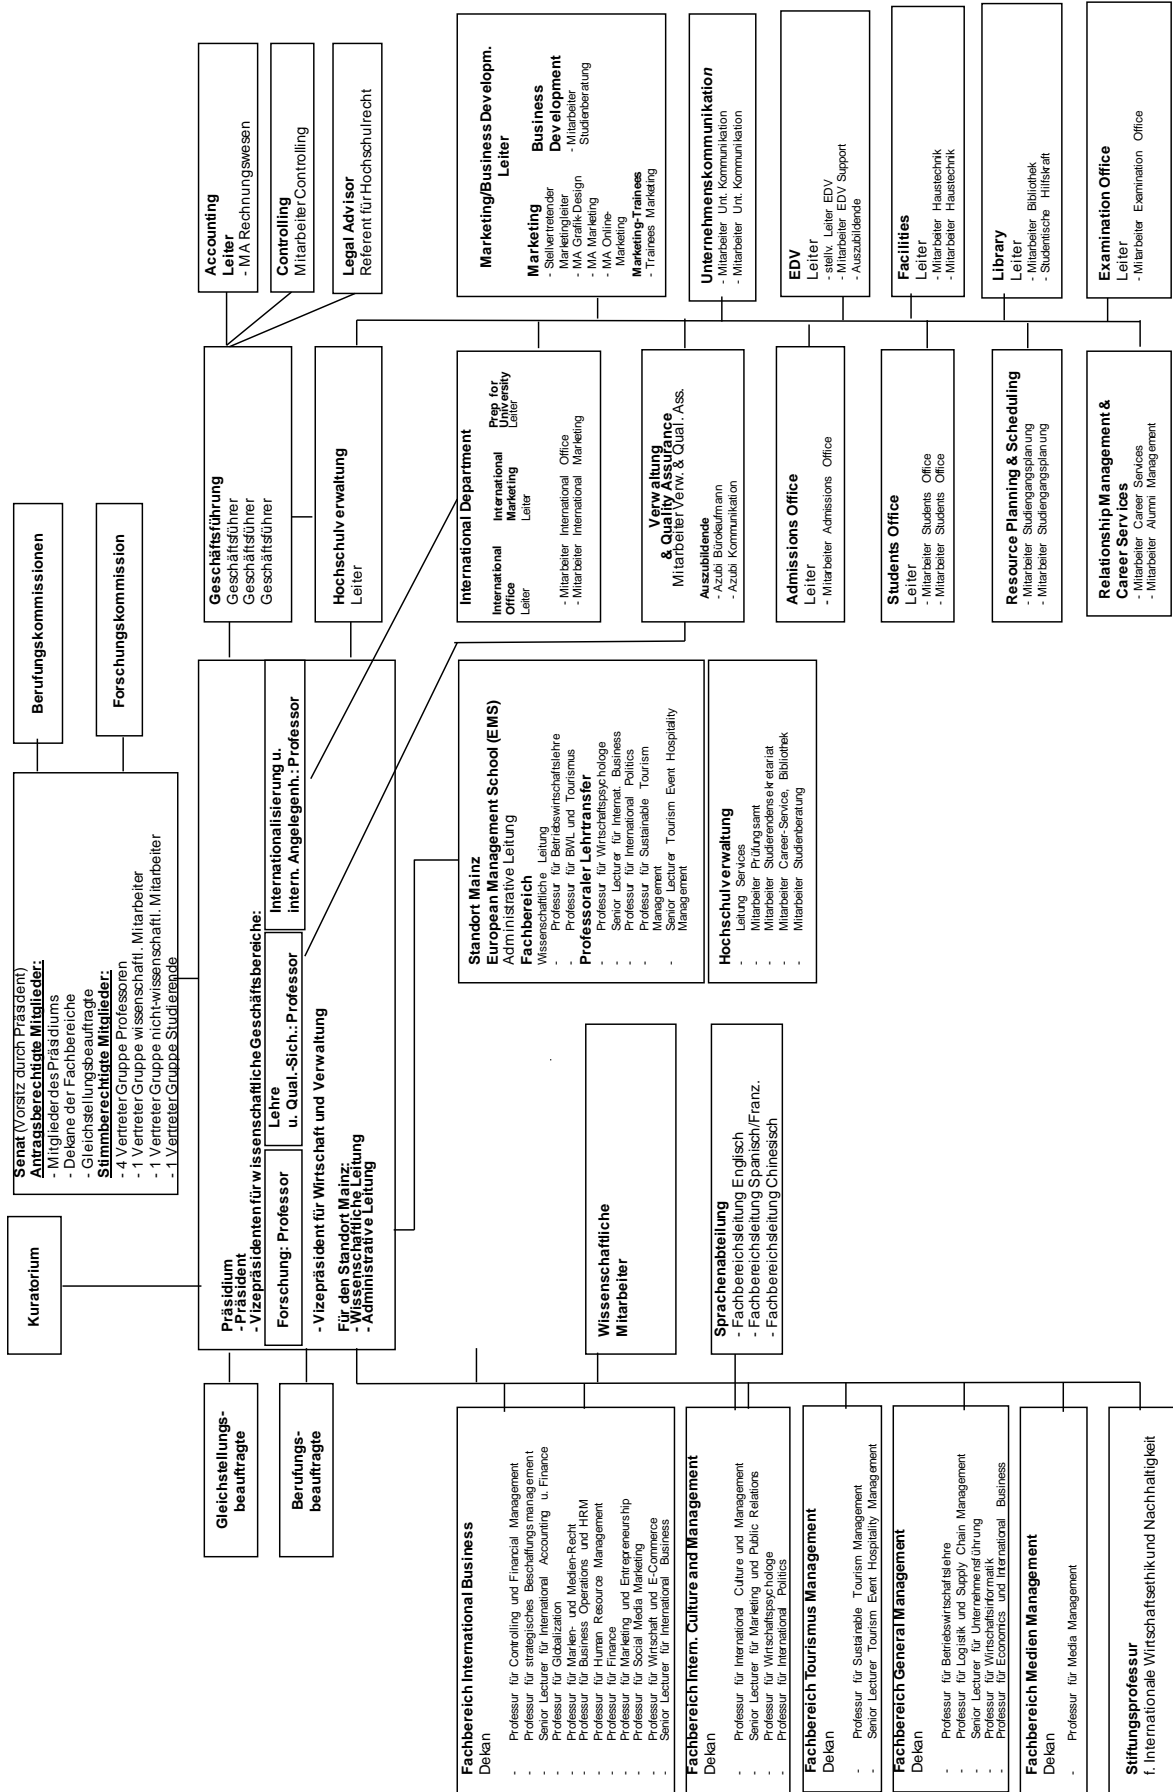 Kuratorium
Senat (Vorsitz durch Präsident)
Antragsberechtigte Mitglieder:
- Mitglieder des Präsidiums
- Dekane der Fachbereiche
- Gleichstellungsbeauftragte
Stimmberechtigte Mitglieder:
- 4 Vertreter Gruppe Professoren
- 1 Vertreter Gruppe wissenschaftl. Mitarbeiter
- 1 Vertreter Gruppe nicht-wissenschaftl. Mitarbeiter
- 1 Vertreter Gruppe Studierende
Berufungskommissionen
Forschungskommission
Gleichstellungs-
beauftragte
Berufungs-
beauftragte
Präsidium
- Präsident
- Vizepräsidenten für wissenschaftliche Geschäftsbereiche:
Forschung: Professor
Lehre
u. Qual.-Sich.: Professor
Internationalisierung u.
intern. Angelegenh.: Professor
- Vizepräsident für Wirtschaft und Verwaltung
Für den Standort Mainz:
- Wissenschaftliche Leitung
- Administrative Leitung
Geschäftsführung
Geschäftsführer
Geschäftsführer
Geschäftsführer
Hochschulverwaltung
Leiter
Accounting
Leiter
- MA Rechnungswesen
Controlling
Mitarbeiter Controlling
Legal Advisor
Referent für Hochschulrecht
Fachbereich International Business
Dekan
- Professur für Controlling und Financial Management
- Professur für strategisches Beschaffungsmanagement
- Senior Lecturer für International Accounting u. Finance
- Professur für Globalization
- Professur für Marken- und Medien-Recht
- Professur für Business Operations und HRM
- Professur für Human Resource Management
- Professur für Finance
- Professur für Marketing und Entrepreneurship
- Professur für Social Media Marketing
- Professur für Wirtschaft und E-Commerce
- Senior Lecturer für International Business
Fachbereich Intern. Culture and Management
Dekan
- Professur für International Culture und Management
- Senior Lecturer für Marketing und Public Relations
- Professur für Wirtschaftspsychologe
- Professur für International Politics
Fachbereich Tourismus Management
Dekan
- Professur für Sustainable Tourism Management
- Senior Lecturer Tourism Event Hospitality Management
Fachbereich General Management
Dekan
- Professur für Betriebswirtschaftslehre
- Professur für Logistik und Supply Chain Management
- Senior Lecturer für Unternehmensführung
- Professur für Wirtschaftsinformatik
- Professur für Economics und International Business
Fachbereich Medien Management
Dekan
- Professur für Media Management
Stiftungsprofessur
f. Internationale Wirtschaftsethik und Nachhaltigkeit
Wissenschaftliche
Mitarbeiter
Sprachenabteilung
- Fachbereichsleitung Englisch
- Fachbereichsleitung Spanisch/Franz.
- Fachbereichsleitung Chinesisch
Standort Mainz
European Management School (EMS)
Administrative Leitung
Fachbereich
Wissenschaftliche Leitung
- Professur für Betriebswirtschaftslehre
- Professur für BWL und Tourismus
Professoraler Lehrtransfer
- Professur für Wirtschaftspsychologe
- Senior Lecturer für Internat. Business
- Professur für International Politics
- Professur für Sustainable Tourism
Management
- Senior Lecturer Tourism Event Hospitality
Management
Hochschulverwaltung
- Leitung Services
- Mitarbeiter Prüfungsamt
- Mitarbeiter Studierendensekretariat
- Mitarbeiter Career-Service, Bibliothek
- Mitarbeiter Studienberatung
International Department
International
Office
Leiter
International
Marketing
Leiter
Prep for
University
Leiter
- Mitarbeiter International Office
- Mitarbeiter International Marketing
Verwaltung
& Quality Assurance
Mitarbeiter Verw. & Qual. Ass.
Auszubildende
- Azubi Bürokaufmann
- Azubi Kommunikation
Admissions Office
Leiter
- Mitarbeiter Admissions Office
Students Office
Leiter
- Mitarbeiter Students Office
- Mitarbeiter Students Office
Resource Planning & Scheduling
- Mitarbeiter Studiengangsplanung
- Mitarbeiter Studiengangsplanung
Relationship Management &
Career Services
- Mitarbeiter Career Services
- Mitarbeiter Alumni Management
Marketing/Business Developm.
Leiter
Marketing
- Stellvertretender
Marketingleiter
- MA Grafik-Design
- MA Marketing
- MA Online-
Marketing
Marketing-Trainees
- Trainees Marketing
Business
Development
- Mitarbeiter
Studienberatung
Unternehmenskommunikation
- Mitarbeiter Unt. Kommunikation
- Mitarbeiter Unt. Kommunikation
EDV
Leiter
- stellv. Leiter EDV
- Mitarbeiter EDV Support
- Auszubildende
Facilities
Leiter
- Mitarbeiter Haustechnik
- Mitarbeiter Haustechnik
Library
Leiter
- Mitarbeiter Bibliothek
- Studentische Hilfskraft
Examination Office
Leiter
- Mitarbeiter Examination Office